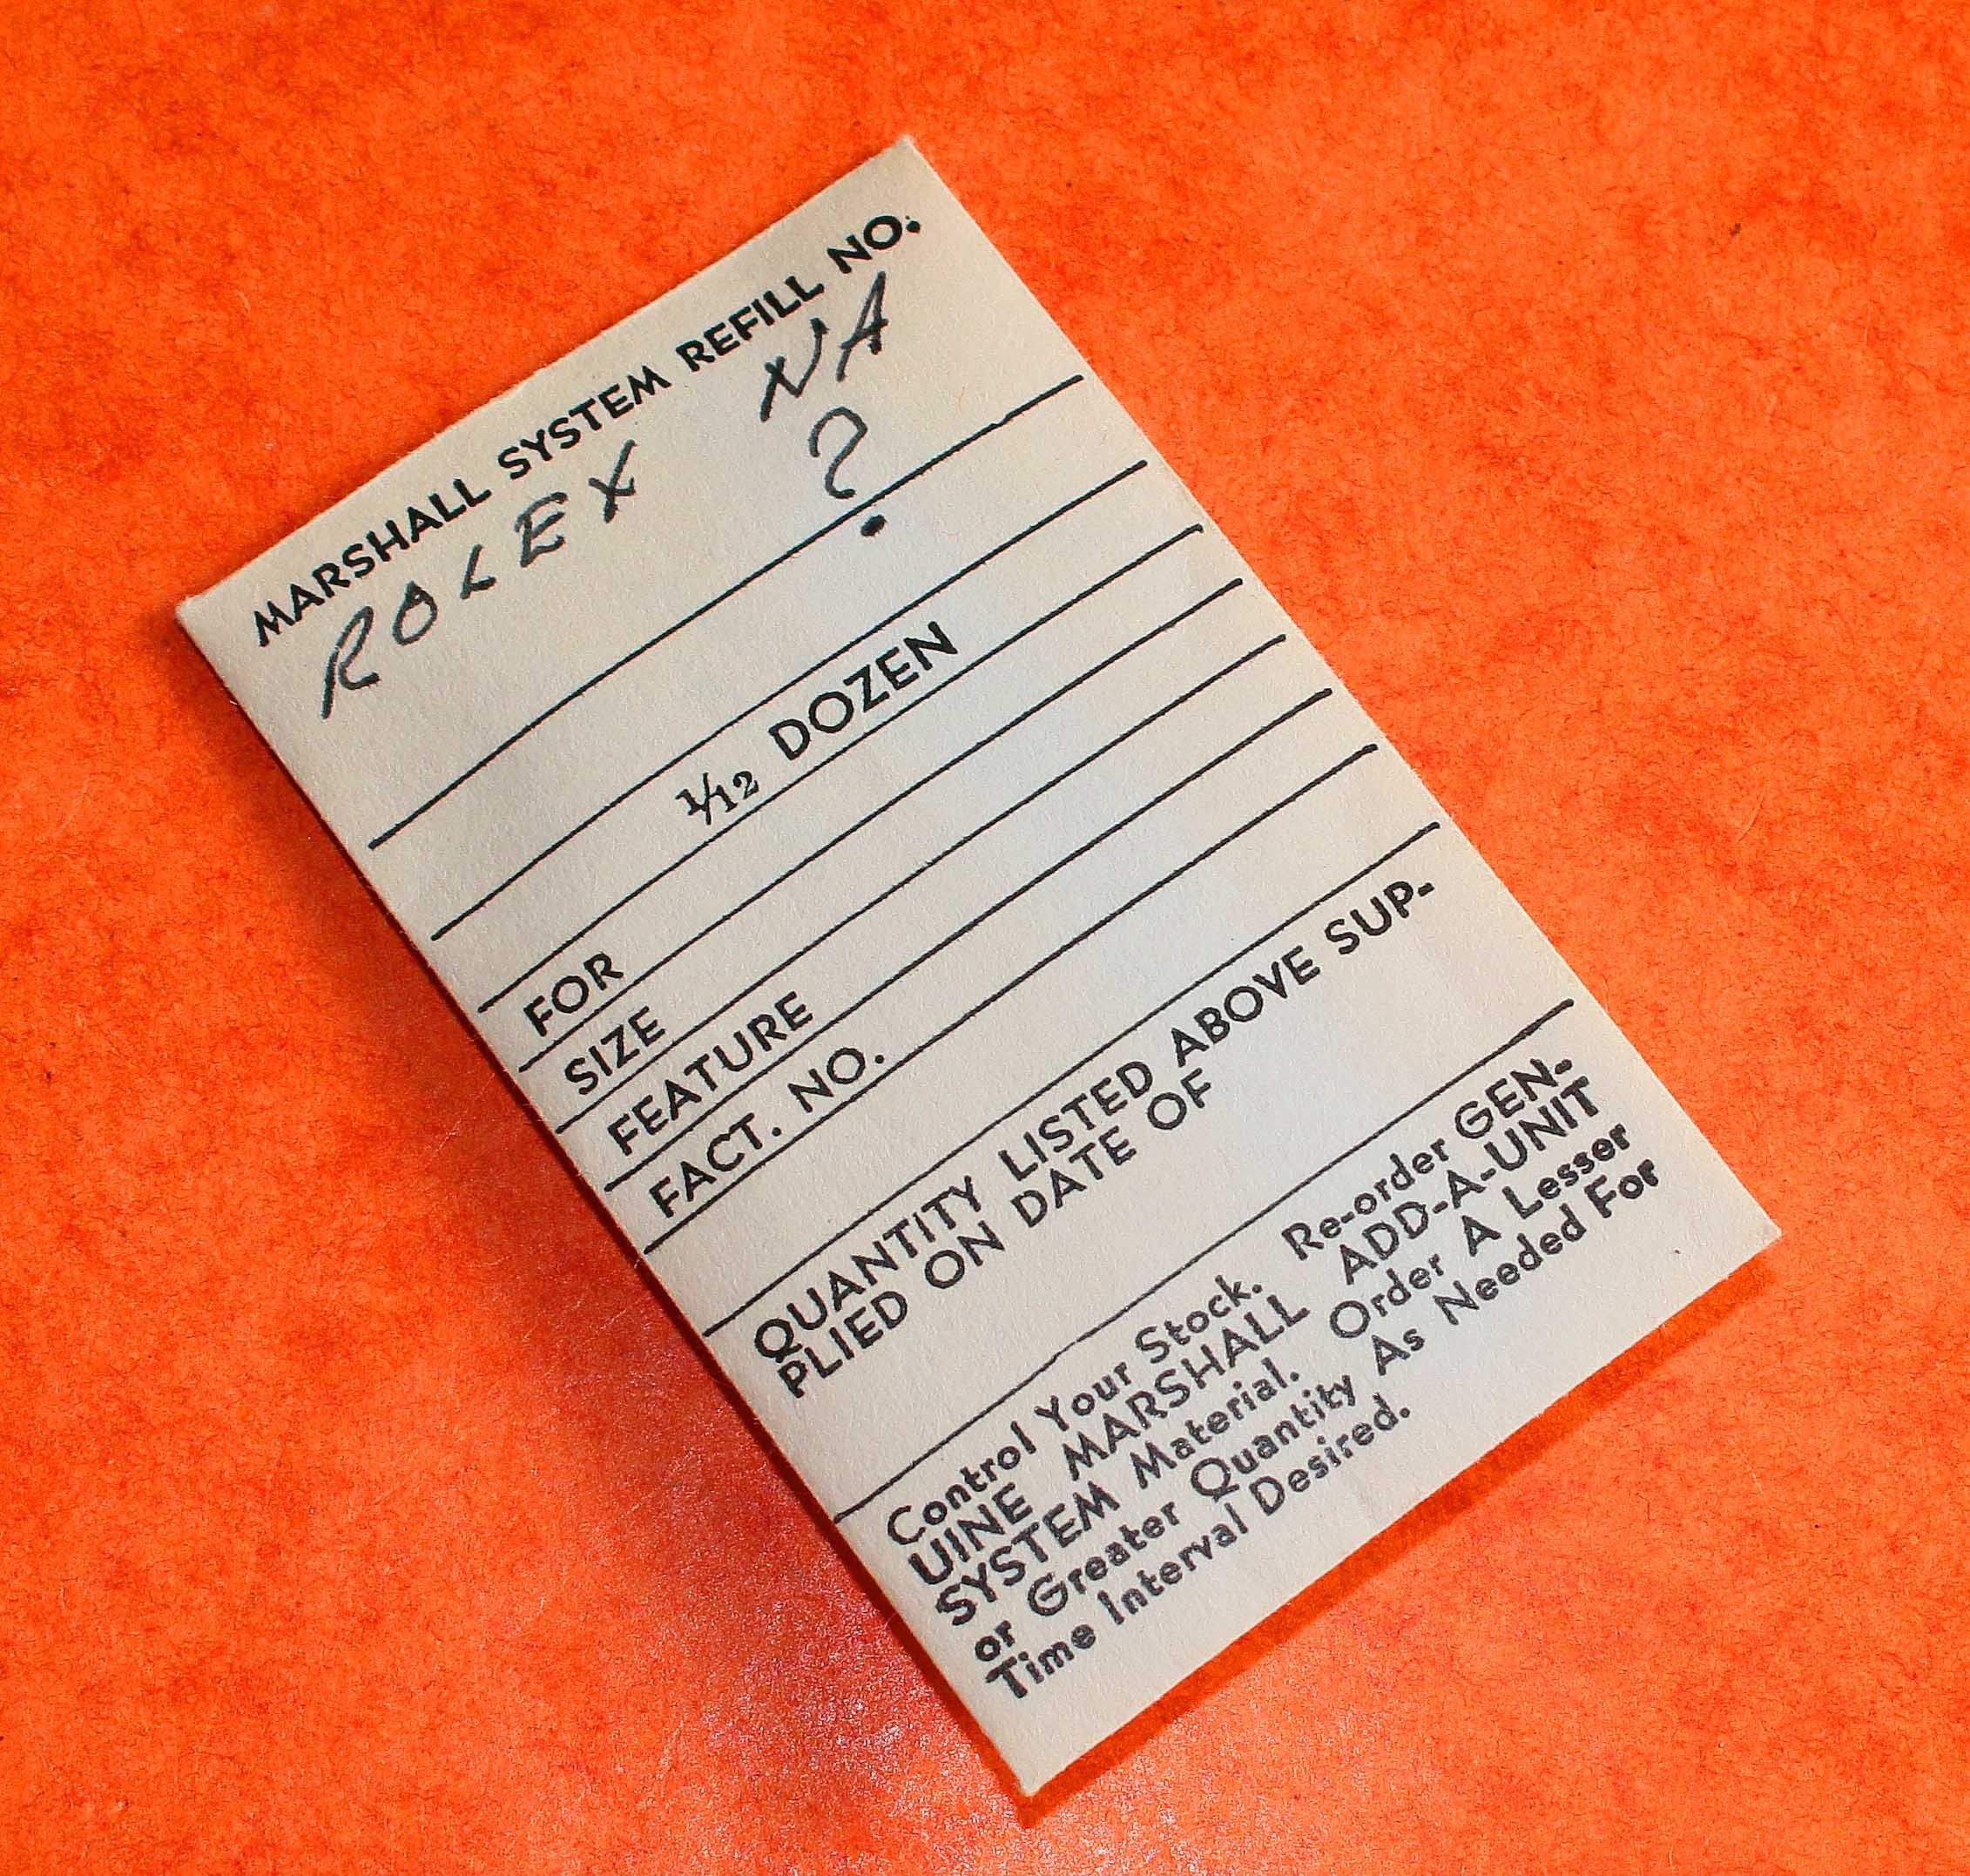 MARSHALL SYSTEM REFILL NO.
ROLEX NA
?
1/12 DOZEN
FOR
SIZE
FEATURE
FACT. NO.
QUANTITY LISTED ABOVE SUP-
PLIED ON DATE OF
Control Your Stock. Re-order GEN-
UINE MARSHALL ADD-A-UNIT
SYSTEM Material. Order A Lesser
or Greater Quantity As Needed For
Time Interval Desired.